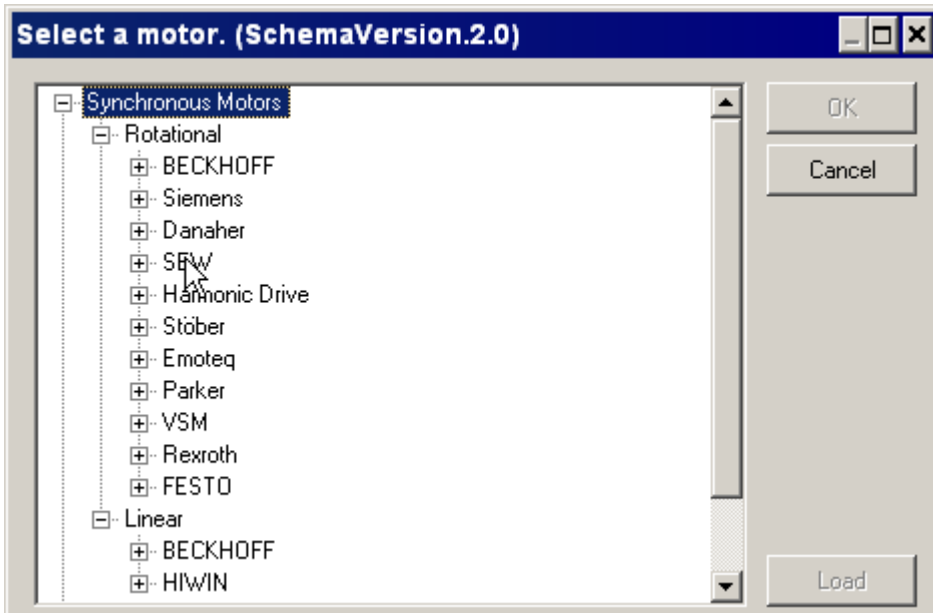 Select a motor. (SchemaVersion.2.0)
Synchronous Motors
Rotational
BECKHOFF
Siemens
Danaher
SEW
Harmonic Drive
Stöber
Emoteq
Parker
VSM
Rexroth
FESTO
Linear
BECKHOFF
HIWIN
OK
Cancel
Load